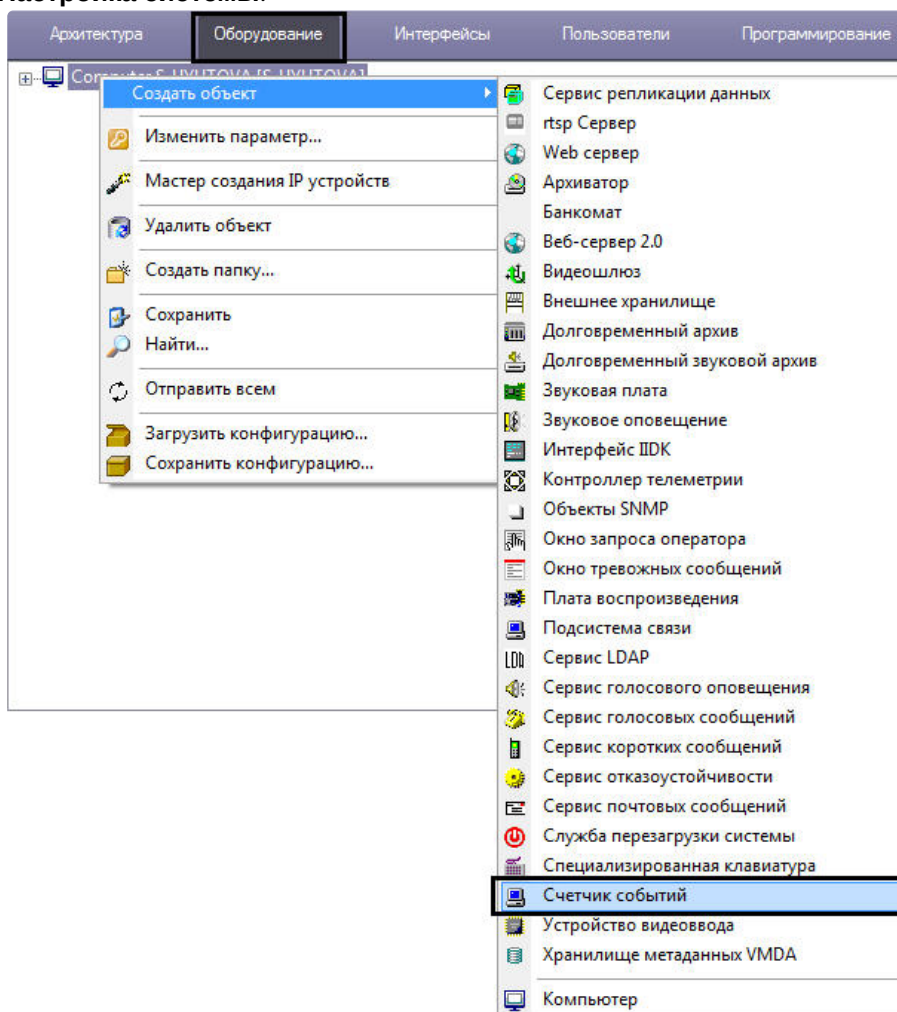 Настройка системы.
Архитектура Оборудование Интерфейсы Пользователи Программирование
Computer S-UYUTOVA [S-UYUTOVA]
Создать объект
Изменить параметр...
Мастер создания IP устройств
Удалить объект
Создать папку...
Сохранить
Найти...
Отправить всем
Загрузить конфигурацию...
Сохранить конфигурацию...
Сервис репликации данных
rtsp Сервер
Web сервер
Архиватор
Банкомат
Веб-сервер 2.0
Видеошлюз
Внешнее хранилище
Долговременный архив
Долговременный звуковой архив
Звуковая плата
Звуковое оповещение
Интерфейс IIDK
Контроллер телеметрии
Объекты SNMP
Окно запроса оператора
Окно тревожных сообщений
Плата воспроизведения
Подсистема связи
Сервис LDAP
Сервис голосового оповещения
Сервис голосовых сообщений
Сервис коротких сообщений
Сервис отказоустойчивости
Сервис почтовых сообщений
Служба перезагрузки системы
Специализированная клавиатура
Счетчик событий
Устройство видеоввода
Хранилище метаданных VMDA
Компьютер